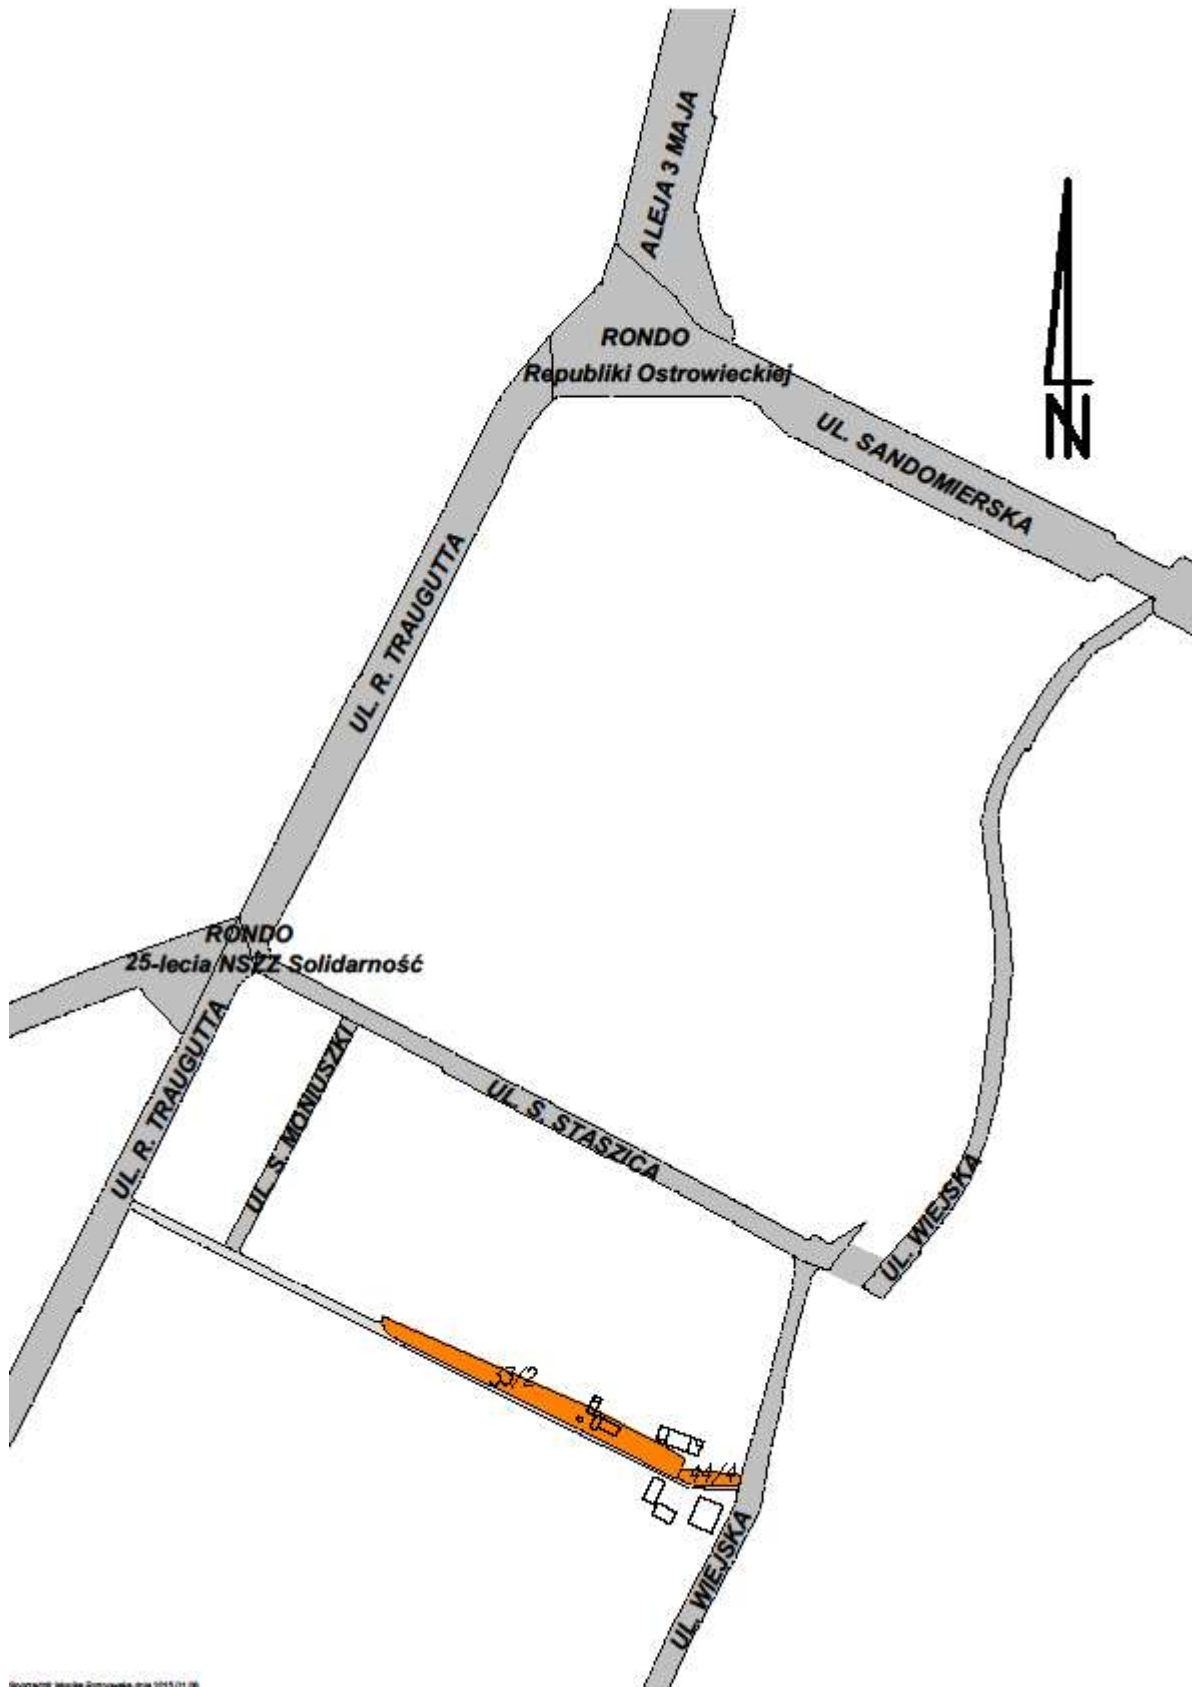 ALEJA 3 MAJA
RONDO
Republiki Ostrowieckiej
N
UL. SANDOMIERSKA
UL. R. TRAUGUTTA
RONDO
25-lecia NSZZ Solidarność
UL. R. TRAUGUTTA
UL. S. MONIUSZKI
UL. S. STASZICA
UL. WIEJSKA
33/2
44/4
UL. WIEJSKA